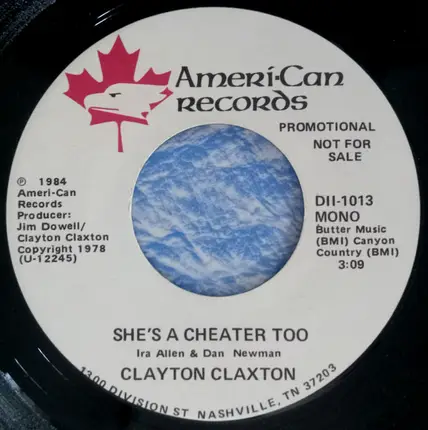 Ameri-Can
Records
PROMOTIONAL
NOT FOR
SALE
℗ 1984
Ameri-Can
Records
Producer:
Jim Dowell/
Clayton Claxton
Copyright 1978
(U-12245)
DII-1013
MONO
Butter Music
(BMI) Canyon
Country (BMI)
3:09
SHE'S A CHEATER TOO
Ira Allen & Dan Newman
CLAYTON CLAXTON
1300 DIVISION ST NASHVILLE, TN 37203